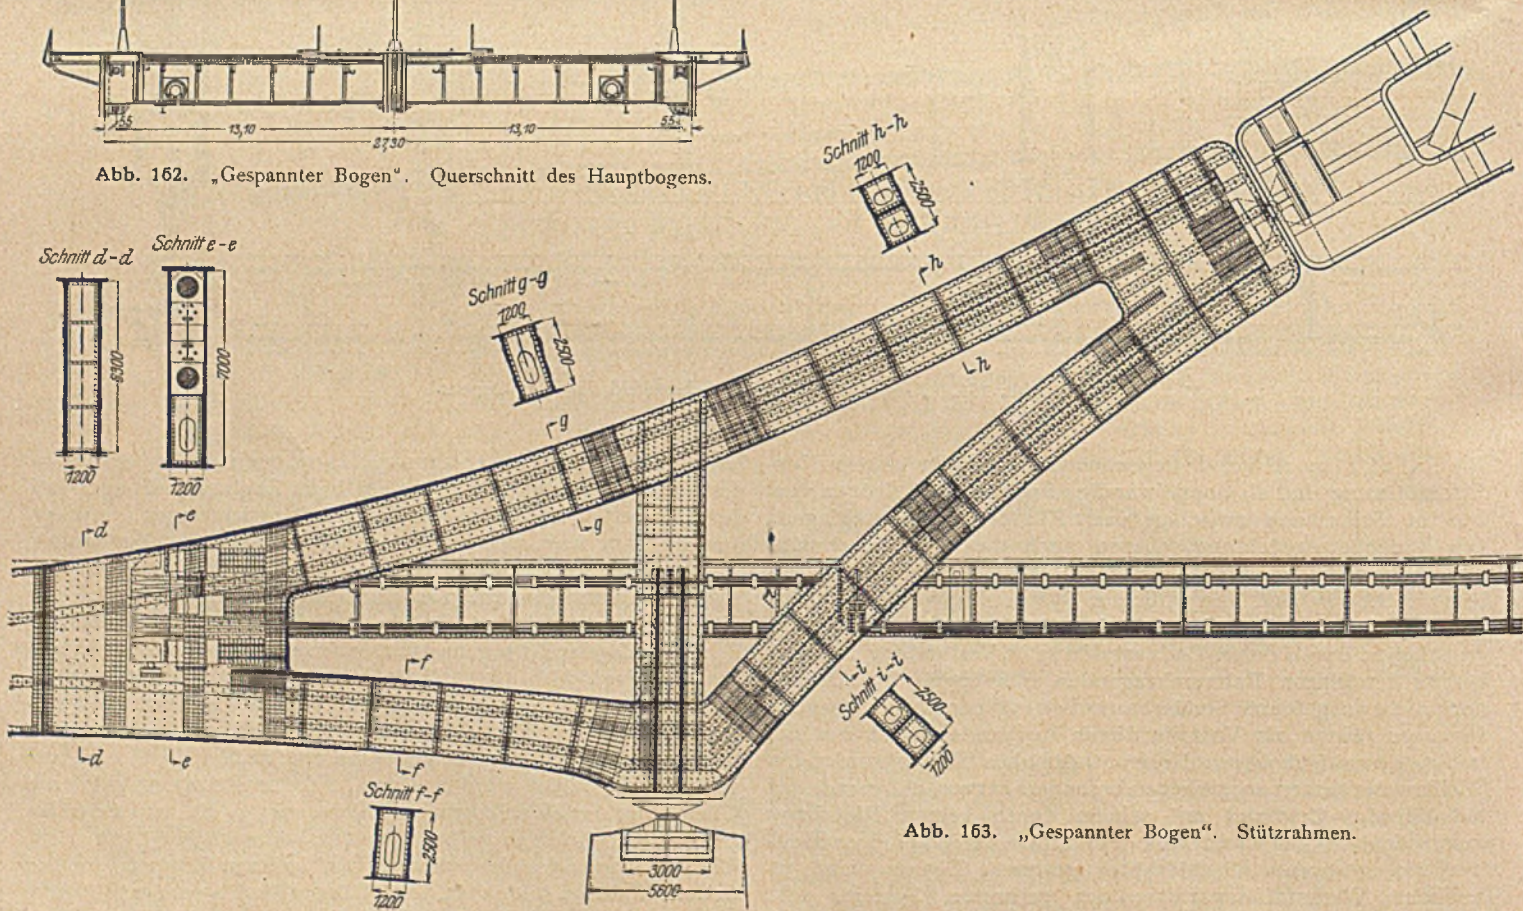 55
13,10
13,10
55
27,30
Abb. 162. „Gespannter Bogen“. Querschnitt des Hauptbogens.
Schnitt h-h
1200
2500
Schnitt d-d
6300
1200
Schnitt e-e
7000
1200
Schnitt g-g
1200
2500
h
h
g
g
d
e
f
d
e
f
i
Schnitt i-i
2500
1200
Schnitt f-f
2500
1200
3000
5600
Abb. 163. „Gespannter Bogen“. Stützrahmen.